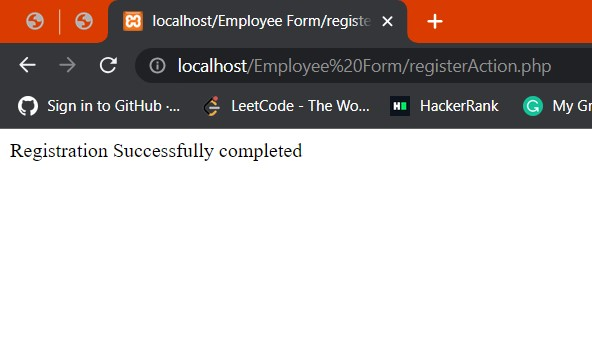 localhost/Employee Form/registe
localhost/Employee%20Form/registerAction.php
Sign in to GitHub ·... LeetCode - The Wo... H HackerRank G My Gr
Registration Successfully completed